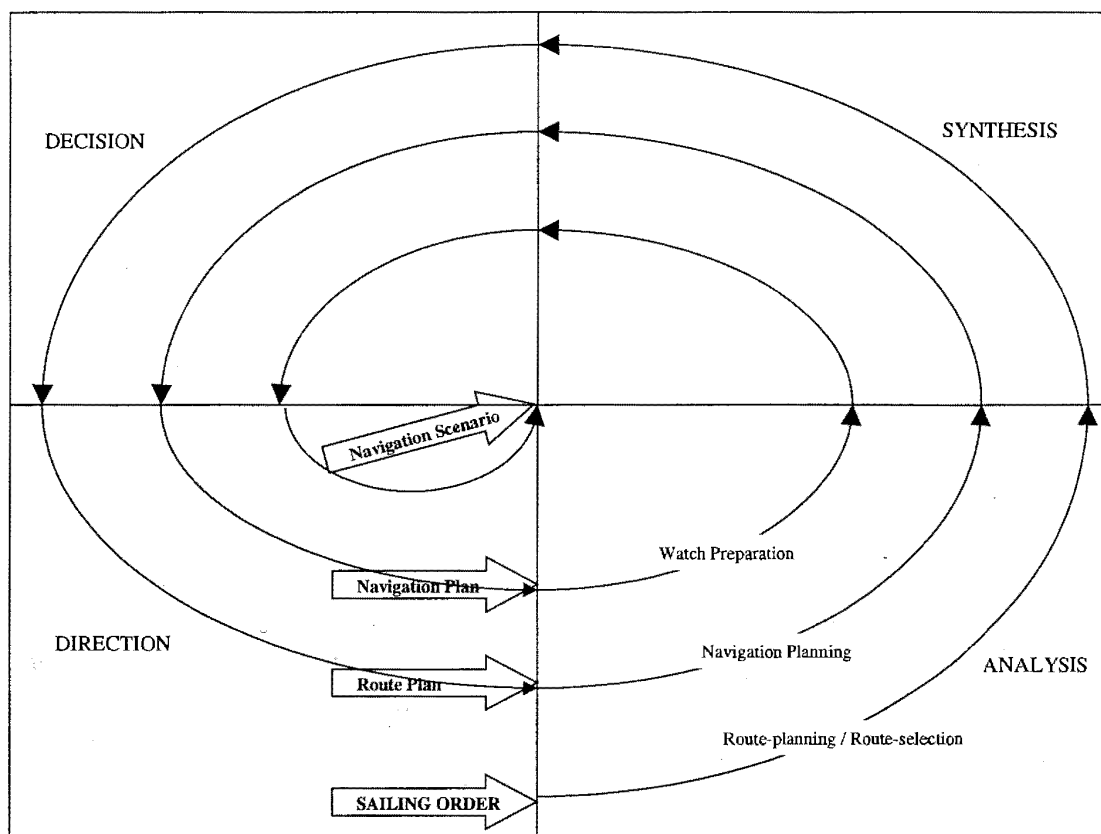 DECISION
SYNTHESIS
Navigation Scenario
Watch Preparation
Navigation Plan
DIRECTION
Navigation Planning
ANALYSIS
Route Plan
Route-planning / Route-selection
SAILING ORDER